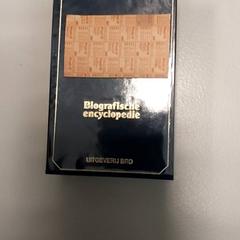 Biografische
encyclopedie
UITGEVERIJ BRD